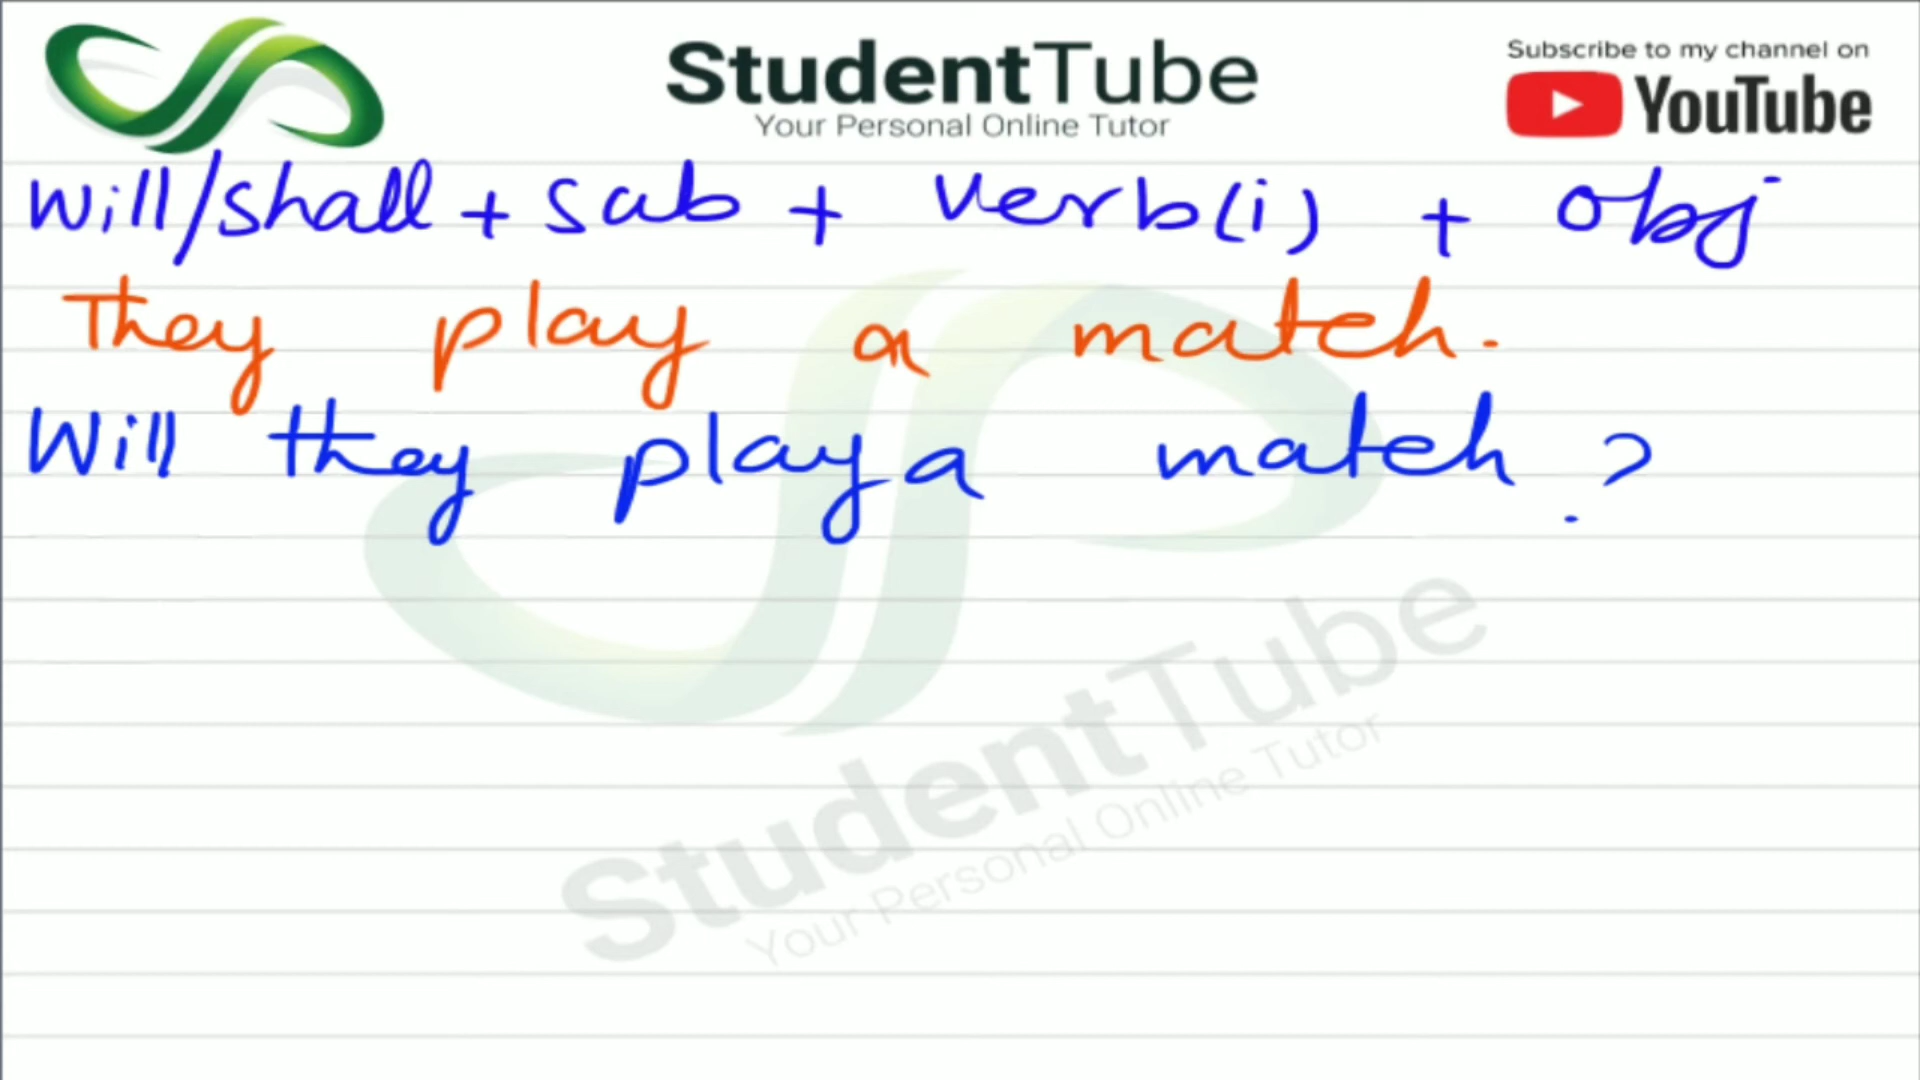 StudentTube
Your Personal Online Tutor
Subscribe to my channel on
YouTube
Will/shall + sub + verb(i) + obj
They play a match.
Will they play a match ?
StudentTube
Your Personal Online Tutor